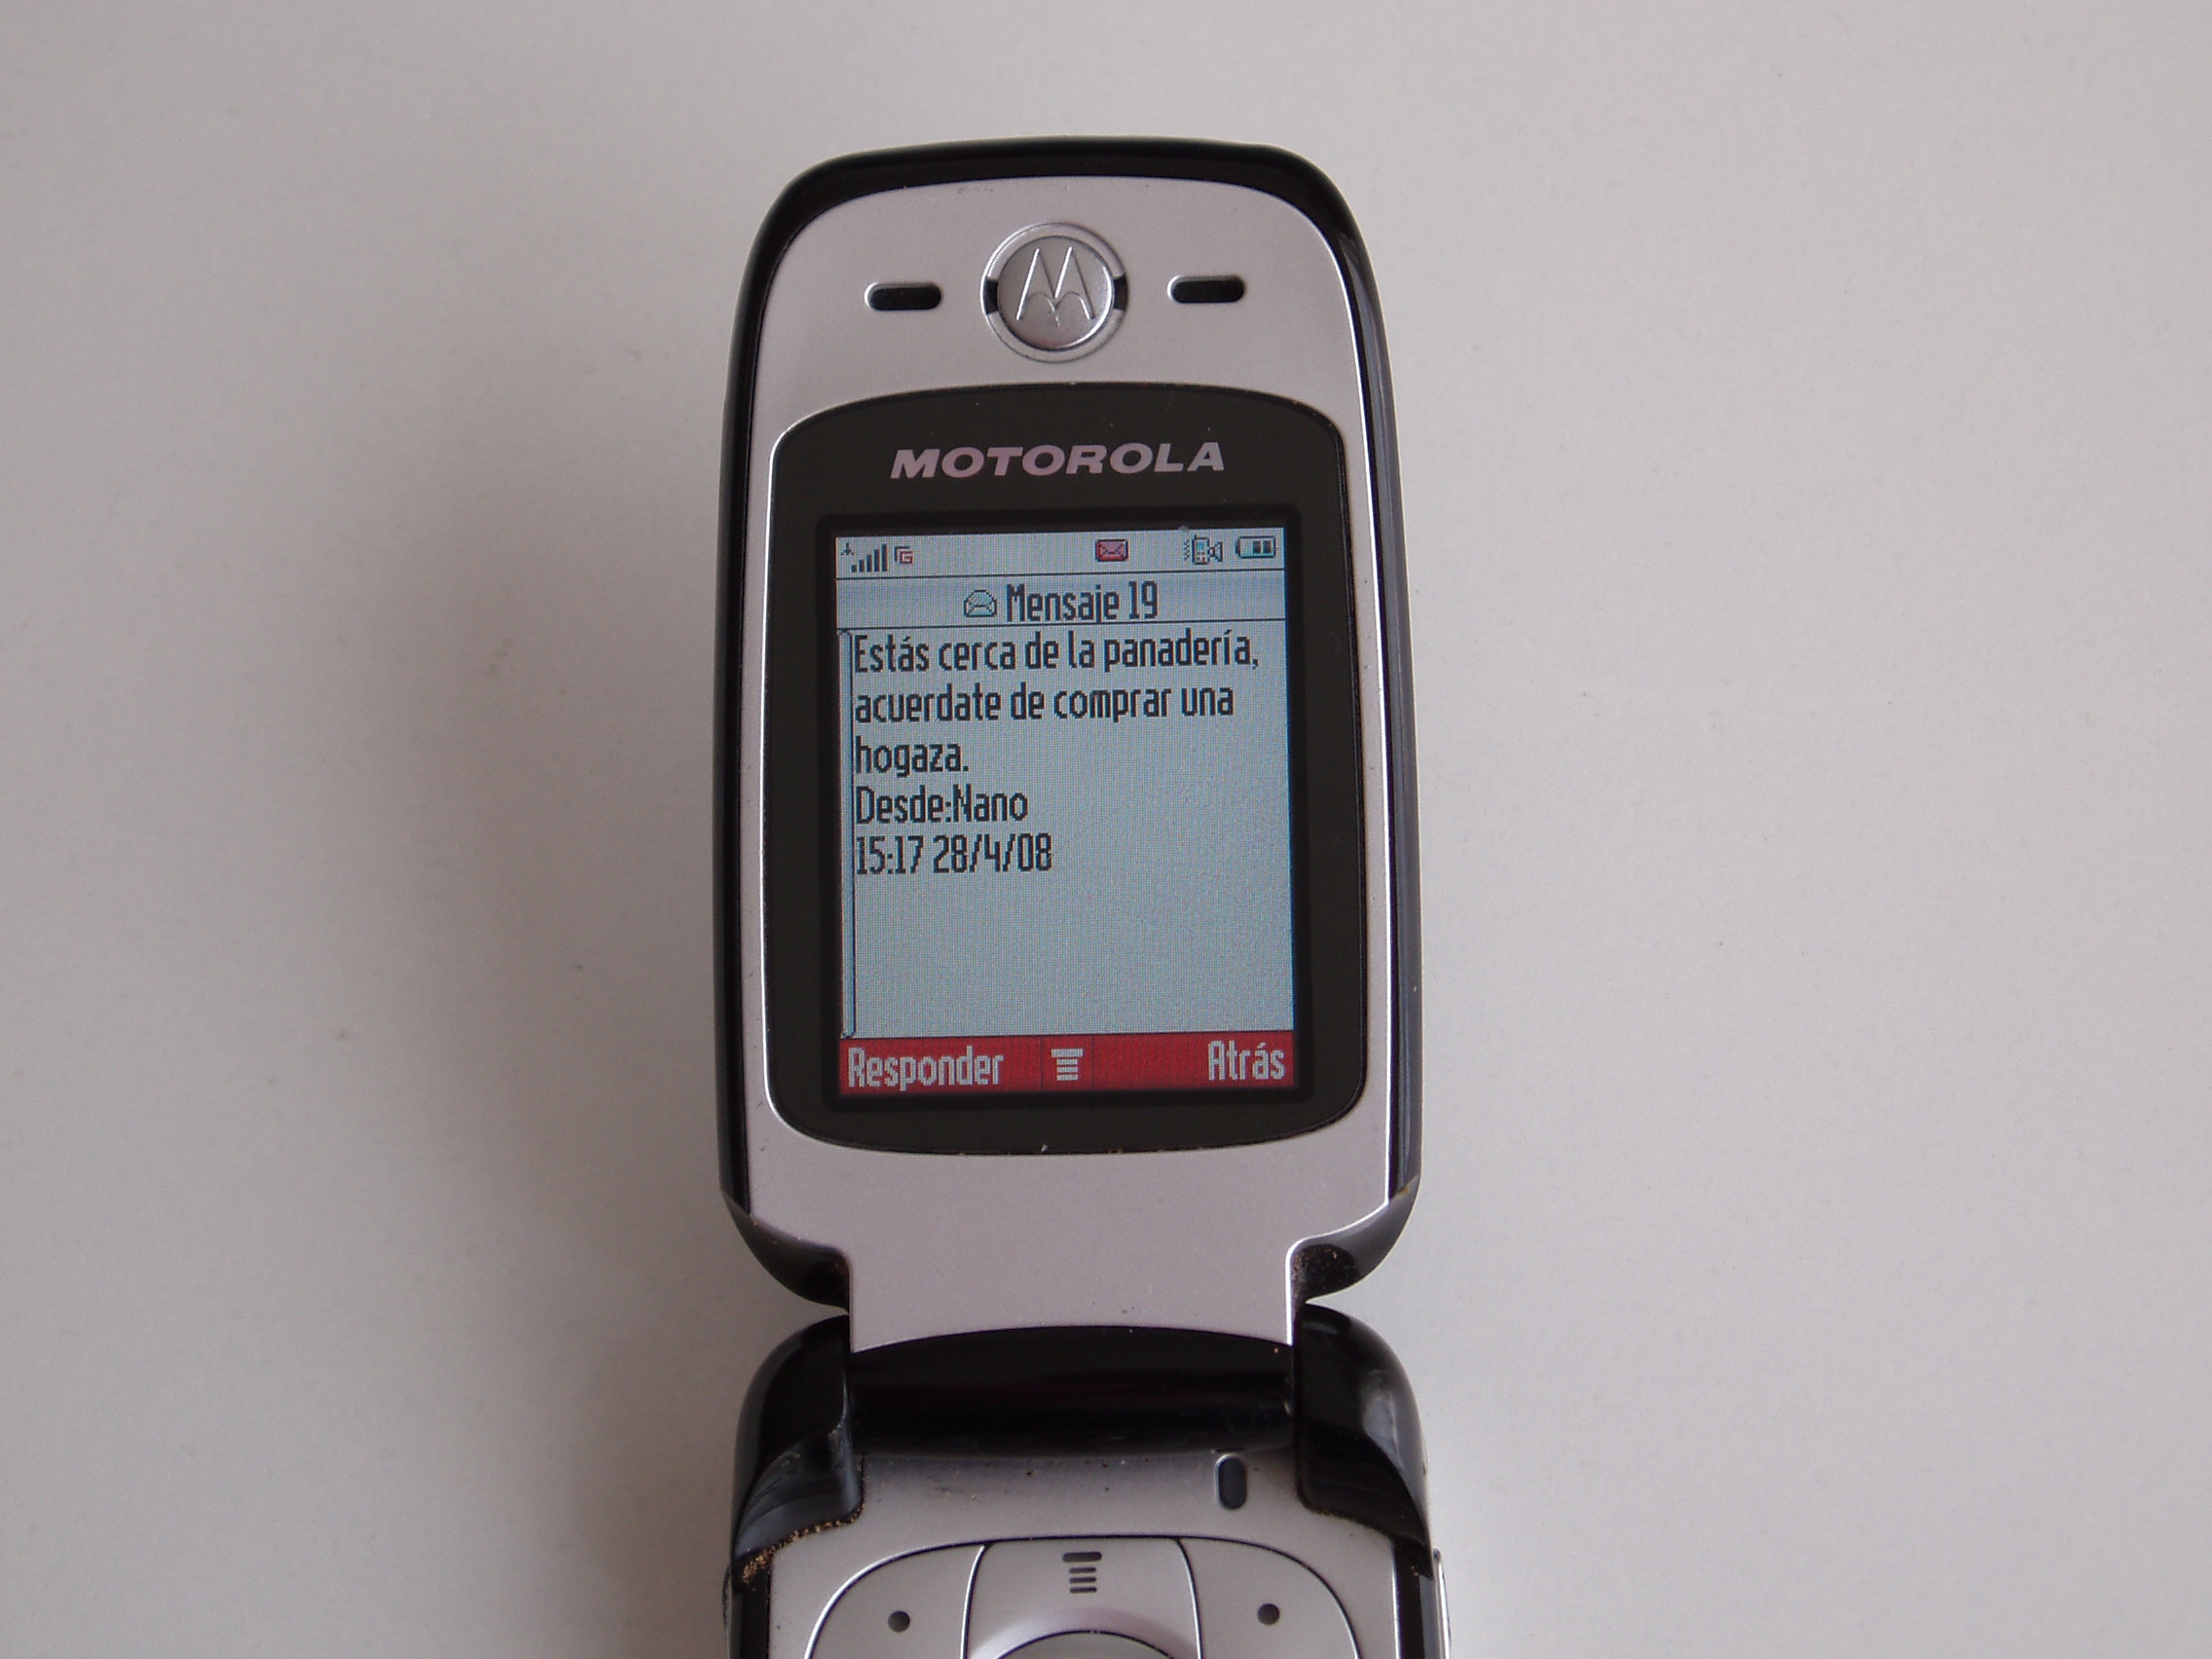 MOTOROLA
Mensaje 19
Estás cerca de la panadería,
acuerdate de comprar una
hogaza.
Desde:Nano
15:17 28/4/08
Responder Atrás